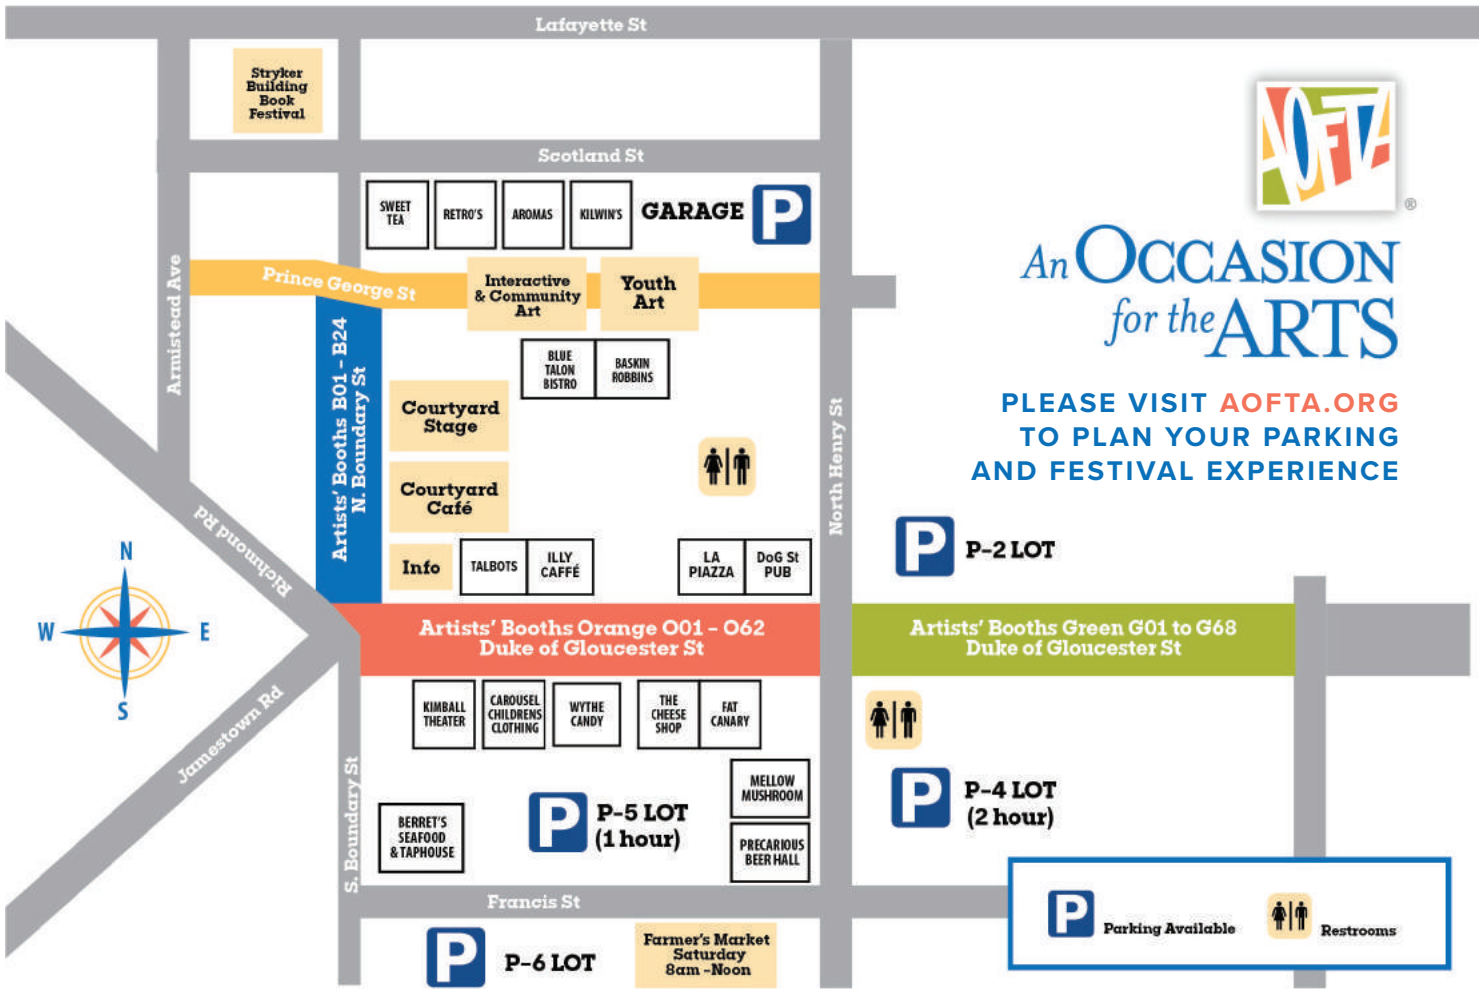 Lafayette St
Stryker
Building
Book
Festival
Scotland St
SWEET
TEA
RETRO'S
AROMAS
KILWIN'S
GARAGE
P
AOFTA
®
An OCCASION
for the ARTS
PLEASE VISIT AOFTA.ORG
TO PLAN YOUR PARKING
AND FESTIVAL EXPERIENCE
Armistead Ave
Prince George St
Interactive
& Community
Art
Youth
Art
Artists' Booths B01 – B24
N. Boundary St
BLUE
TALON
BISTRO
BASKIN
ROBBINS
Courtyard
Stage
Courtyard
Café
North Henry St
Richmond Rd
Info
TALBOTS
ILLY
CAFFÉ
LA
PIAZZA
DoG St
PUB
P
P-2 LOT
N
W
E
S
Artists' Booths Orange O01 – O62
Duke of Gloucester St
Artists' Booths Green G01 to G68
Duke of Gloucester St
Jamestown Rd
KIMBALL
THEATER
CAROUSEL
CHILDRENS
CLOTHING
WYTHE
CANDY
THE
CHEESE
SHOP
FAT
CANARY
S. Boundary St
BERRET'S
SEAFOOD
& TAPHOUSE
P
P-5 LOT
(1 hour)
MELLOW
MUSHROOM
PRECARIOUS
BEER HALL
P
P-4 LOT
(2 hour)
Francis St
P
P-6 LOT
Farmer's Market
Saturday
8am -Noon
P
Parking Available
Restrooms